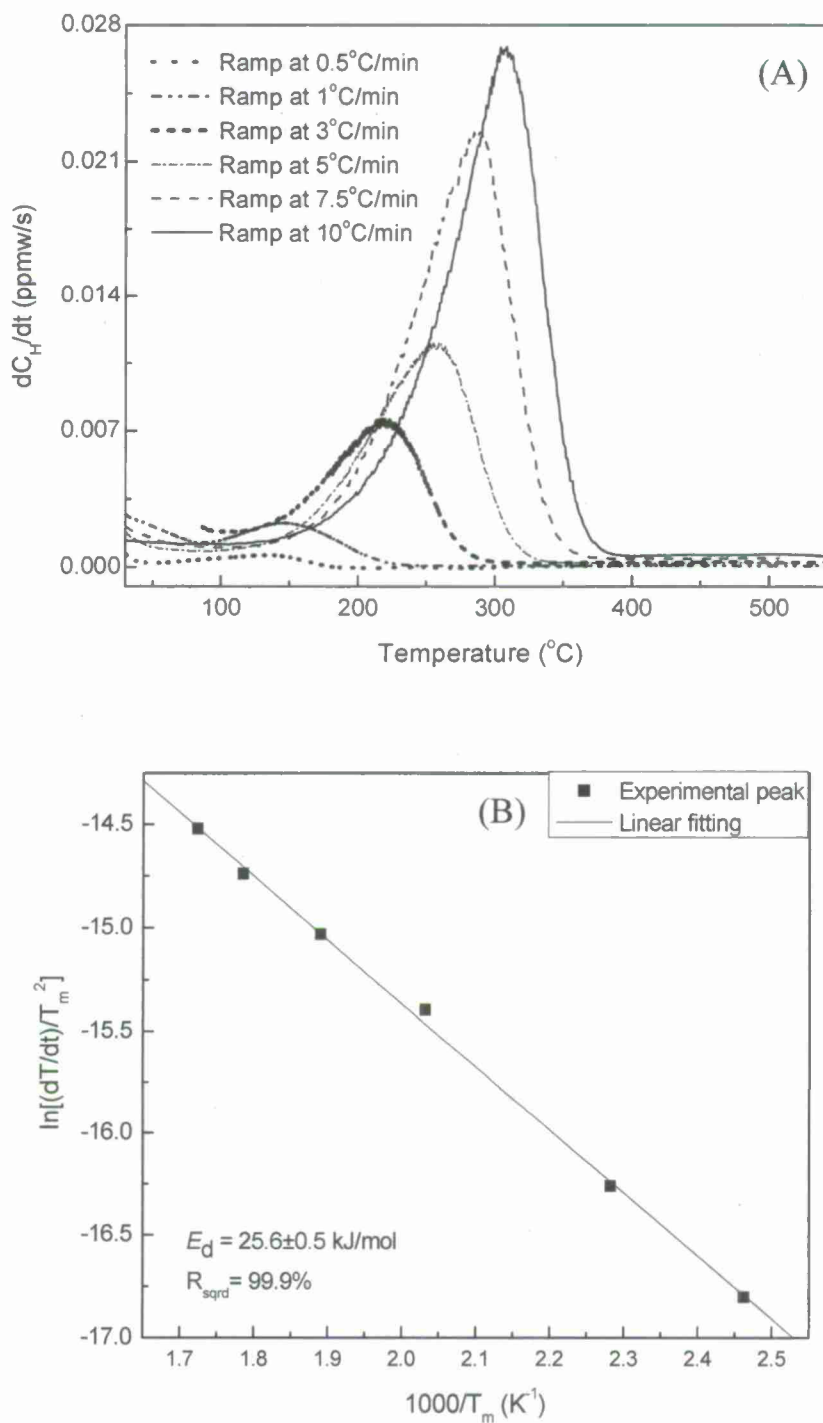 0.028
0.021
0.014
0.007
0.000
dC_H/dt (ppmw/s)
Ramp at 0.5°C/min
Ramp at 1°C/min
Ramp at 3°C/min
Ramp at 5°C/min
Ramp at 7.5°C/min
Ramp at 10°C/min
(A)
100 200 300 400 500
Temperature (°C)
-14.5
-15.0
-15.5
-16.0
-16.5
-17.0
ln[(dT/dt)/T_m^2]
(B)
Experimental peak
Linear fitting
E_d = 25.6±0.5 kJ/mol
R_sqrd = 99.9%
1.7 1.8 1.9 2.0 2.1 2.2 2.3 2.4 2.5
1000/T_m (K^-1)